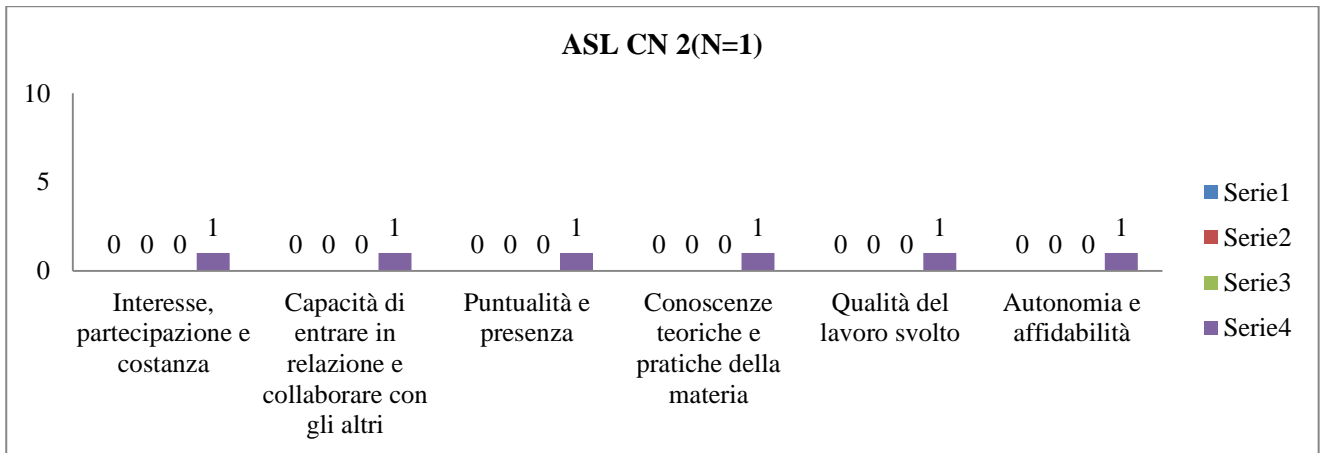 ASL CN 2(N=1)
10
5
0
0 0 0 1 0 0 0 1 0 0 0 1 0 0 0 1 0 0 0 1 0 0 0 1
Interesse,
partecipazione e
costanza
Capacità di
entrare in
relazione e
collaborare con
gli altri
Puntualità e
presenza
Conoscenze
teoriche e
pratiche della
materia
Qualità del
lavoro svolto
Autonomia e
affidabilità
Serie1
Serie2
Serie3
Serie4